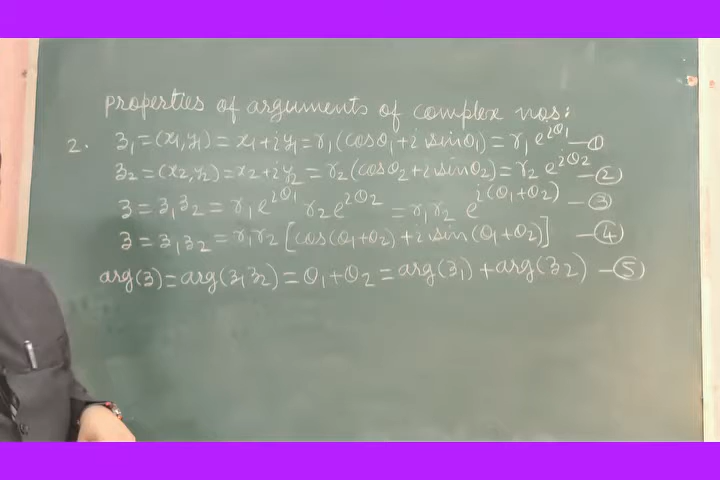 properties of arguments of complex nos:
2. z₁=(x₁,y₁)=x₁+iy₁=r₁(cosθ₁+i sinθ₁)=r₁e^{iθ₁} —①
z₂=(x₂,y₂)=x₂+iy₂=r₂(cosθ₂+i sinθ₂)=r₂e^{iθ₂} —②
z=z₁z₂=r₁e^{iθ₁} r₂e^{iθ₂} =r₁r₂ e^{i(θ₁+θ₂)} —③
z=z₁z₂=r₁r₂[cos(θ₁+θ₂)+i sin(θ₁+θ₂)] —④
arg(z)=arg(z₁z₂)=θ₁+θ₂=arg(z₁)+arg(z₂) —⑤